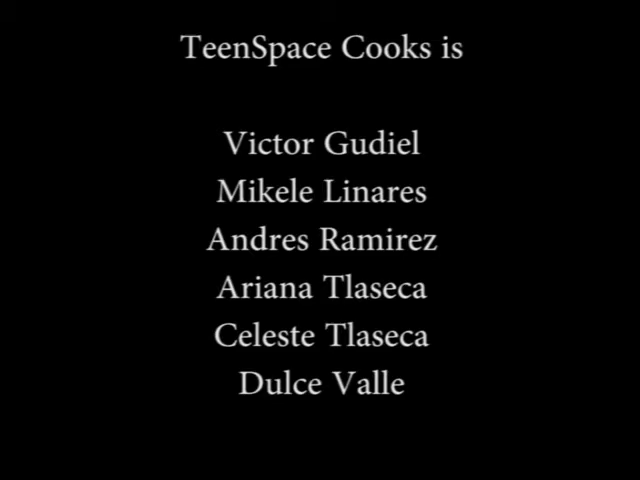 TeenSpace Cooks is
Victor Gudiel
Mikele Linares
Andres Ramirez
Ariana Tlaseca
Celeste Tlaseca
Dulce Valle